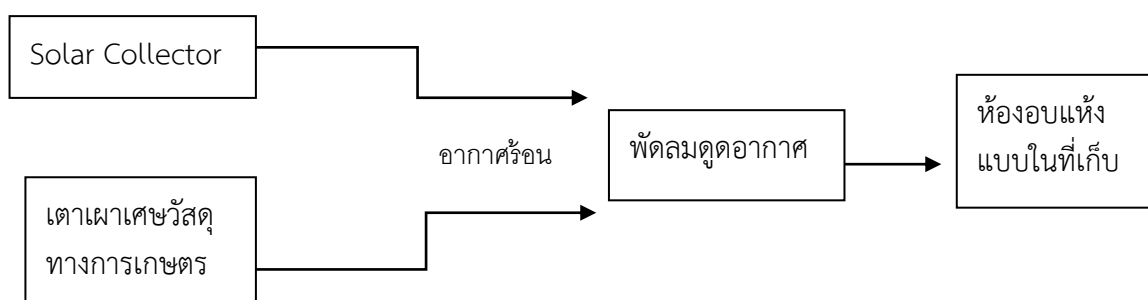 Solar Collector
เตาเผาเศษวัสดุ
ทางการเกษตร
อากาศร้อน
พัดลมดูดอากาศ
ห้องอบแห้ง
แบบในที่เก็บ